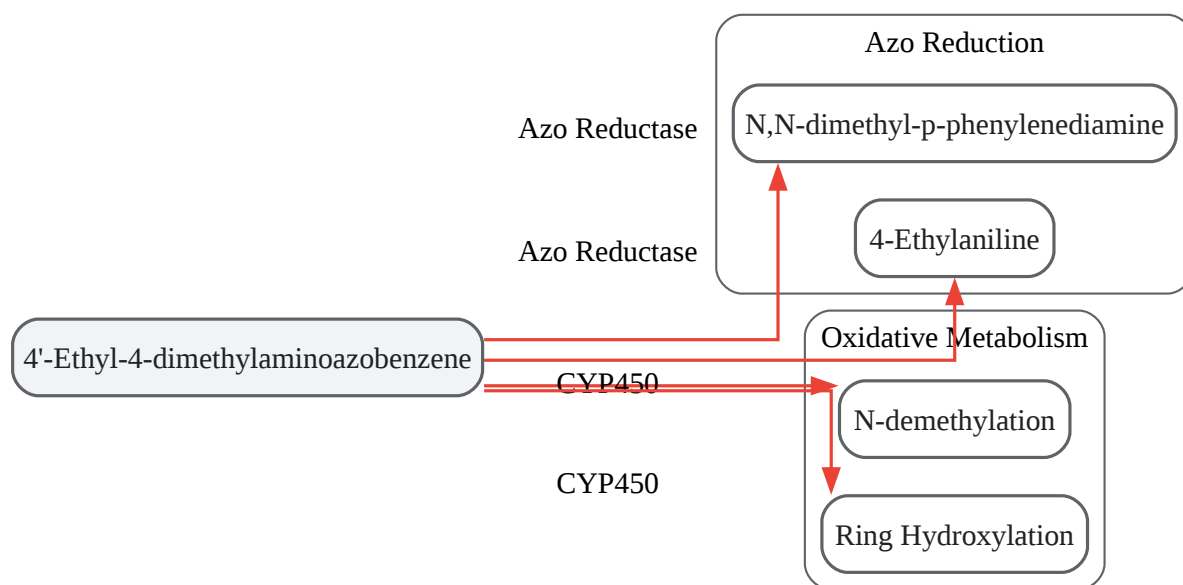 Azo Reduction
Azo Reductase
N,N-dimethyl-p-phenylenediamine
Azo Reductase
4-Ethylaniline
4'-Ethyl-4-dimethylaminoazobenzene
Oxidative Metabolism
CYP450
N-demethylation
CYP450
Ring Hydroxylation